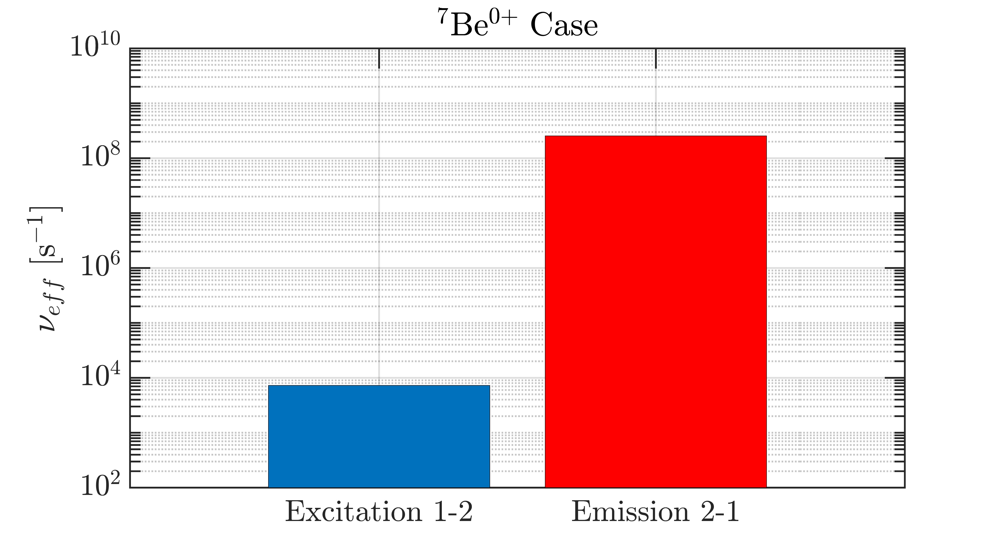 ⁷Be⁰⁺ Case
10¹⁰
10⁸
10⁶
10⁴
10²
ν_eff [s⁻¹]
Excitation 1-2
Emission 2-1